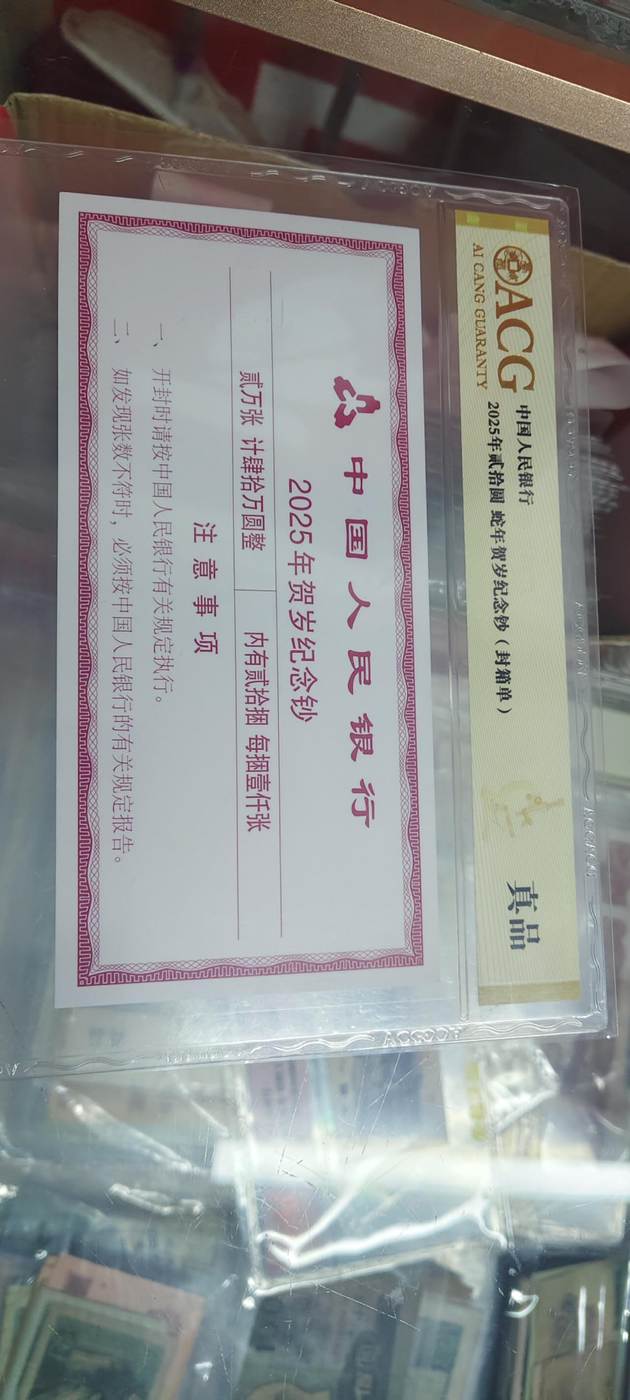 ACG
AI CANG GUARANTY
中国人民银行
2025年贰拾圆 蛇年贺岁纪念钞（封箱单）
真品
中国人民银行
2025年贺岁纪念钞
贰万张 计肆拾万圆整 内有贰拾捆 每捆壹仟张
注意事项
一、开封时请按中国人民银行有关规定执行。
二、如发现张数不符时，必须按中国人民银行的有关规定报告。